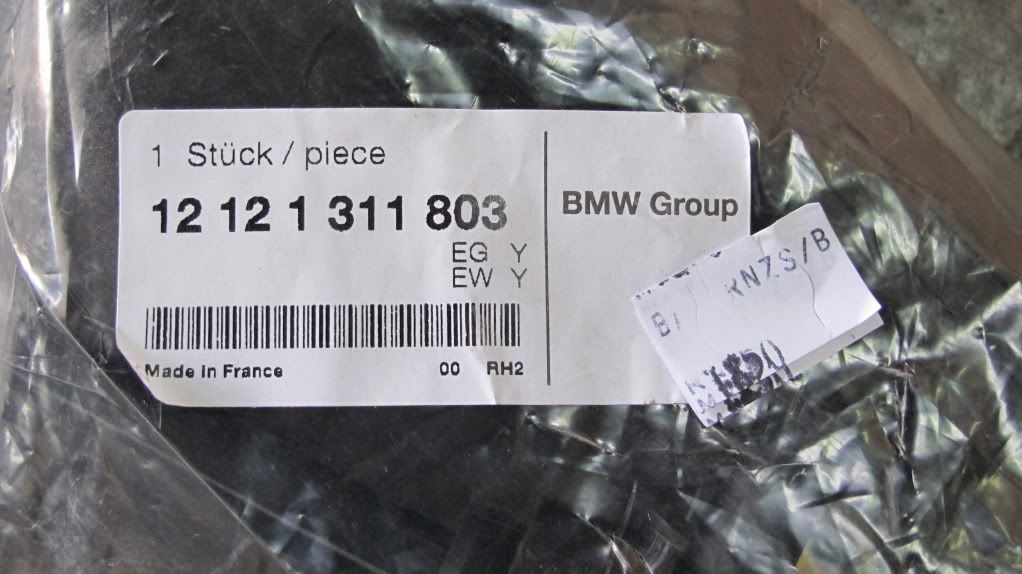 1 Stück / piece
12 12 1 311 803
EG Y
EW Y
Made in France
00 RH2
BMW Group
RNZS/B